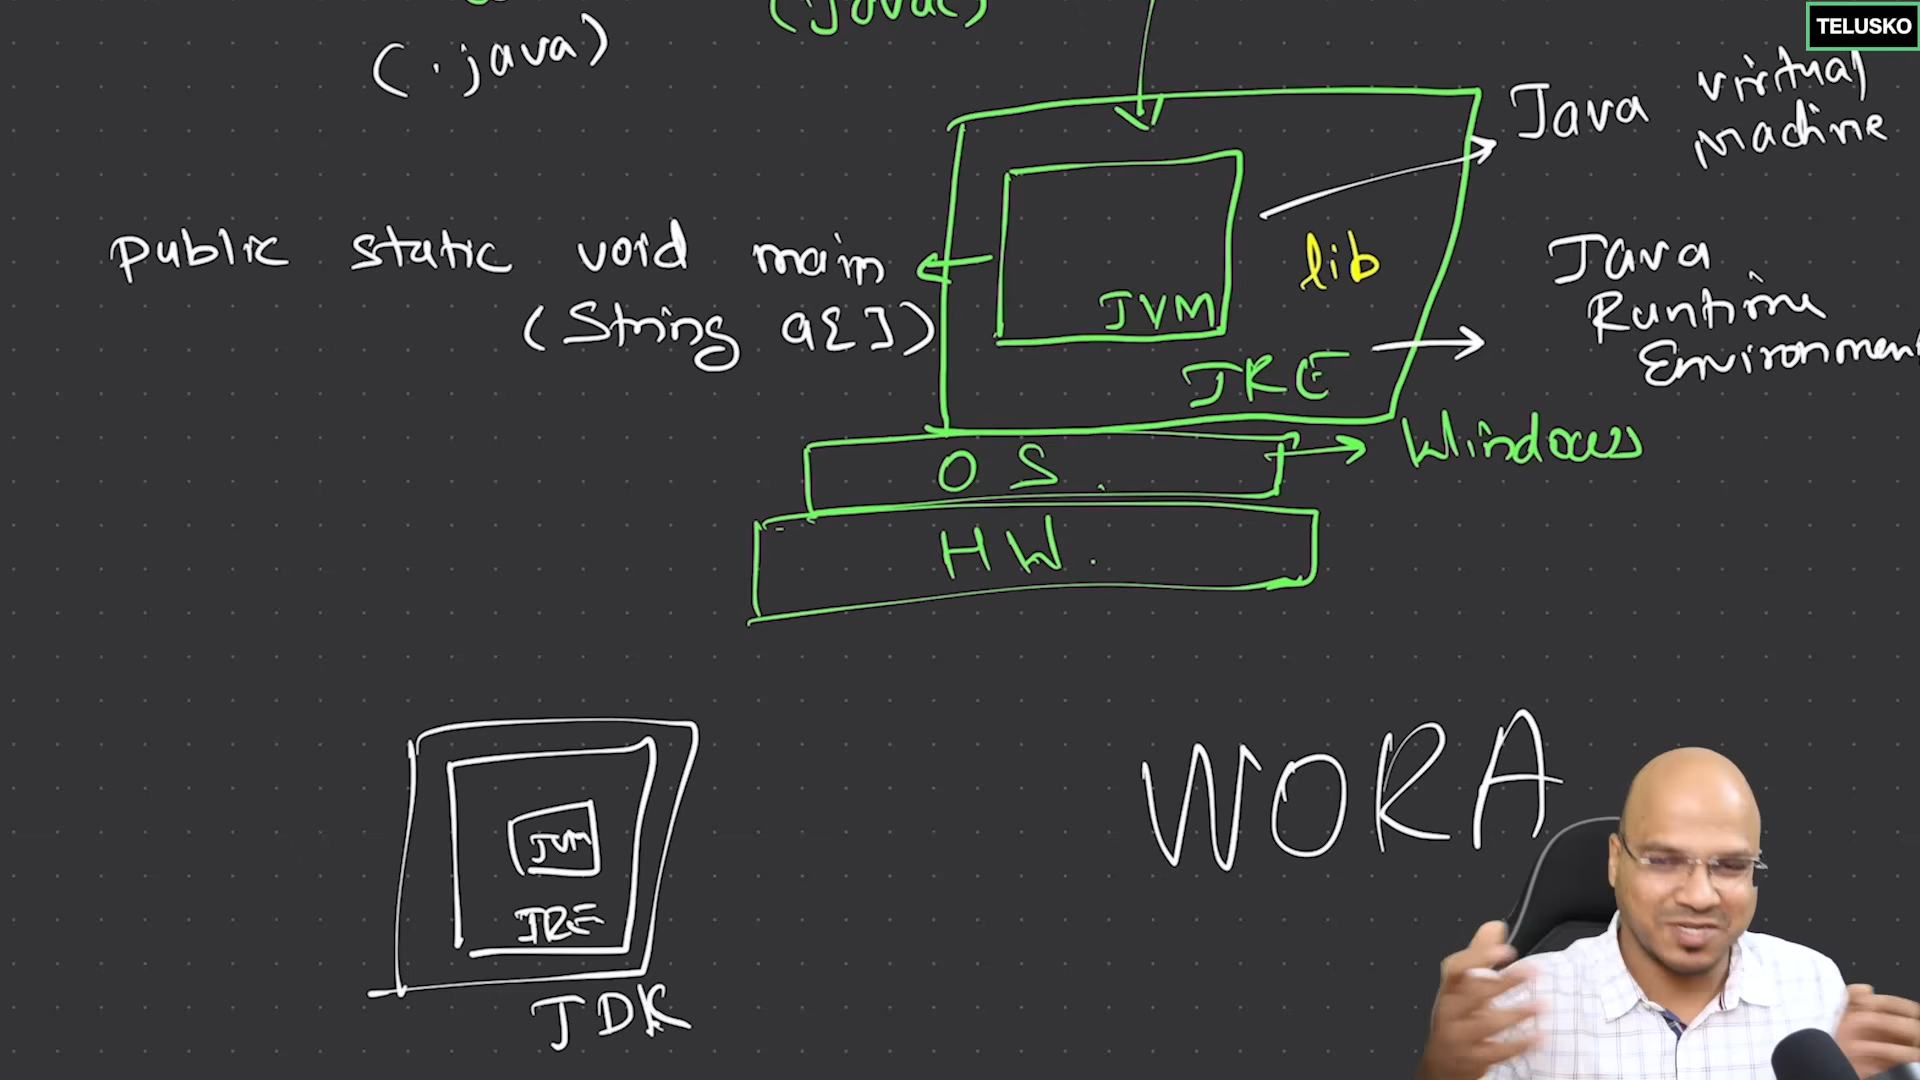 TELUSKO
(javac)
(.java)
Java Virtual
Machine
public static void main
(String a[])
lib
JVM
JRE
Java
Runtime
Environmen
OS.
Windows
HW.
WORA
JVM
JRE
JDK